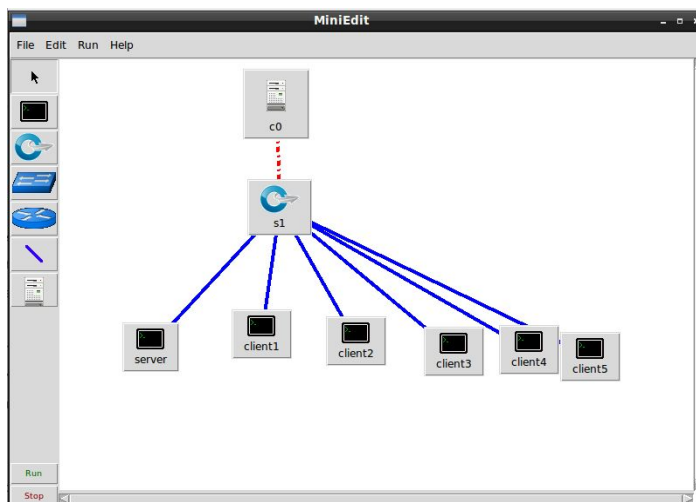 MiniEdit
File Edit Run Help
c0
s1
server
client1
client2
client3
client4
client5
Run
Stop